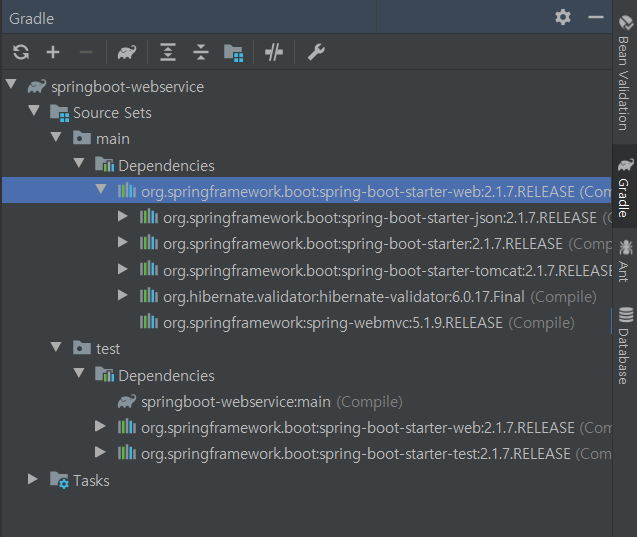 Gradle
springboot-webservice
Source Sets
main
Dependencies
org.springframework.boot:spring-boot-starter-web:2.1.7.RELEASE (Com
org.springframework.boot:spring-boot-starter-json:2.1.7.RELEASE (C
org.springframework.boot:spring-boot-starter:2.1.7.RELEASE (Comp
org.springframework.boot:spring-boot-starter-tomcat:2.1.7.RELEASE
org.hibernate.validator:hibernate-validator:6.0.17.Final (Compile)
org.springframework:spring-webmvc:5.1.9.RELEASE (Compile)
test
Dependencies
springboot-webservice:main (Compile)
org.springframework.boot:spring-boot-starter-web:2.1.7.RELEASE (Com
org.springframework.boot:spring-boot-starter-test:2.1.7.RELEASE (Com
Tasks
Bean Validation
Gradle
Ant
Database